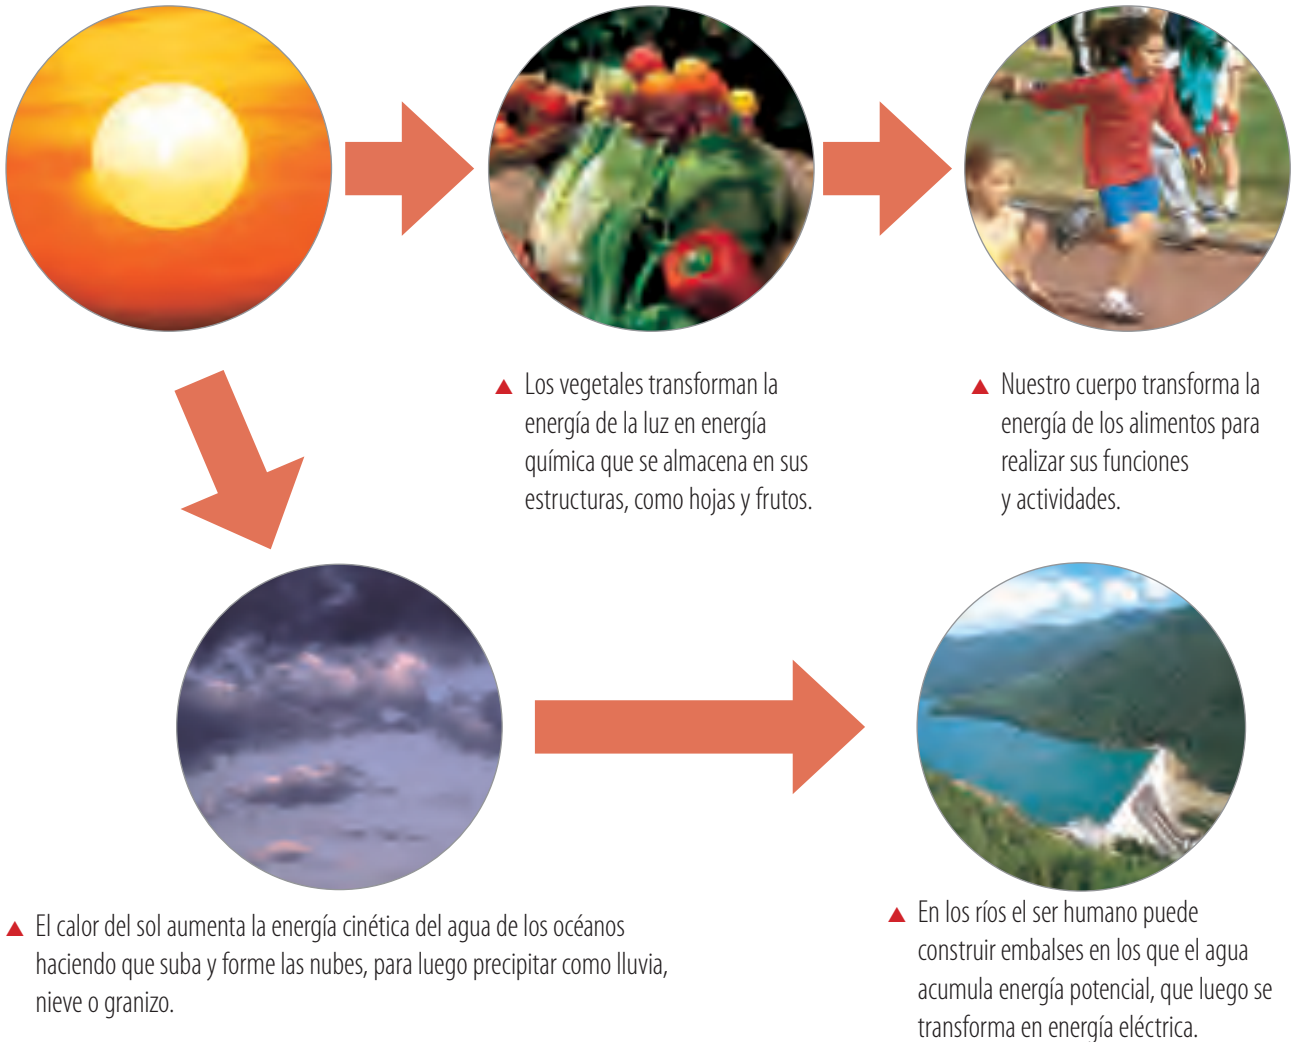 ▲ Los vegetales transforman la
energía de la luz en energía
química que se almacena en sus
estructuras, como hojas y frutos.
▲ Nuestro cuerpo transforma la
energía de los alimentos para
realizar sus funciones
y actividades.
▲ El calor del sol aumenta la energía cinética del agua de los océanos
haciendo que suba y forme las nubes, para luego precipitar como lluvia,
nieve o granizo.
▲ En los ríos el ser humano puede
construir embalses en los que el agua
acumula energía potencial, que luego se
transforma en energía eléctrica.